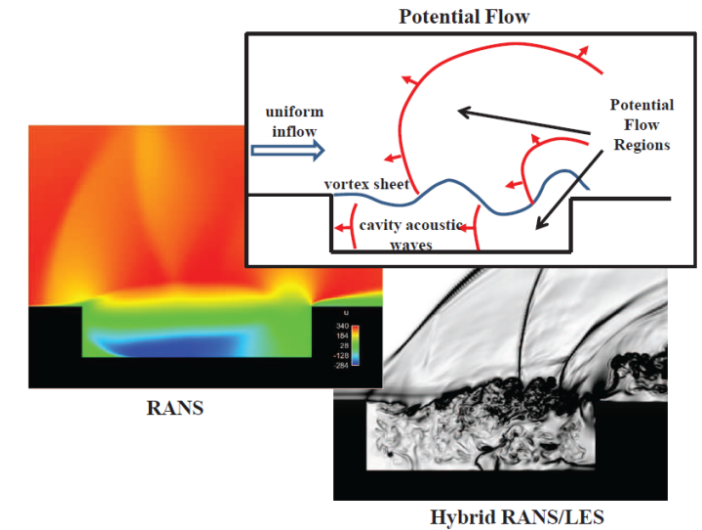 Potential Flow
uniform
inflow
Potential
Flow
Regions
vortex sheet
cavity acoustic
waves
u
340
184
28
-128
-284
RANS
Hybrid RANS/LES